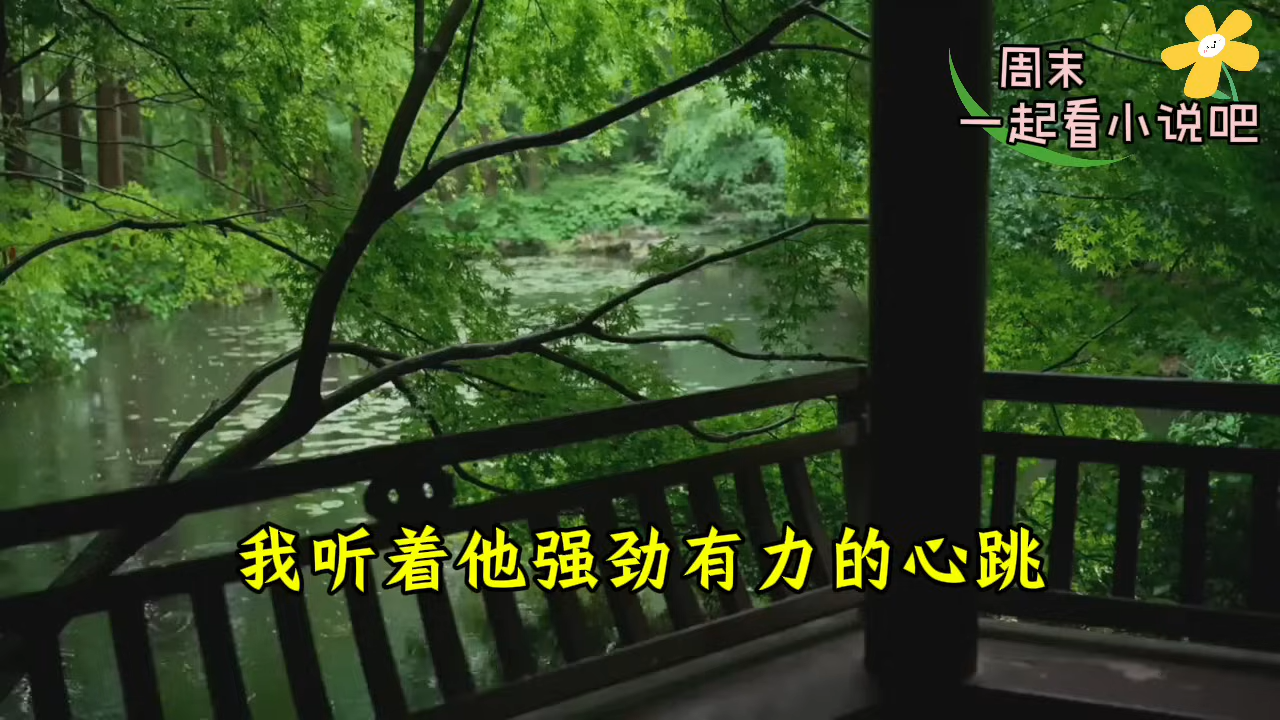 周末
一起看小说吧
我听着他强劲有力的心跳